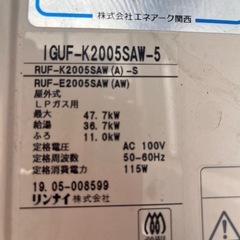 株式会社エネアーク関西
IGUF-K2005SAW-5
RUF-K2005SAW(A)-S
RUF-E2005SAW(AW)
屋外式
LPガス用
最大 47.7kW
給湯 36.7kW
ふろ 11.0kW
定格電圧 AC 100V
定格周波数 50-60Hz
定格消費電力 115W
19.05-008599
リンナイ 株式会社